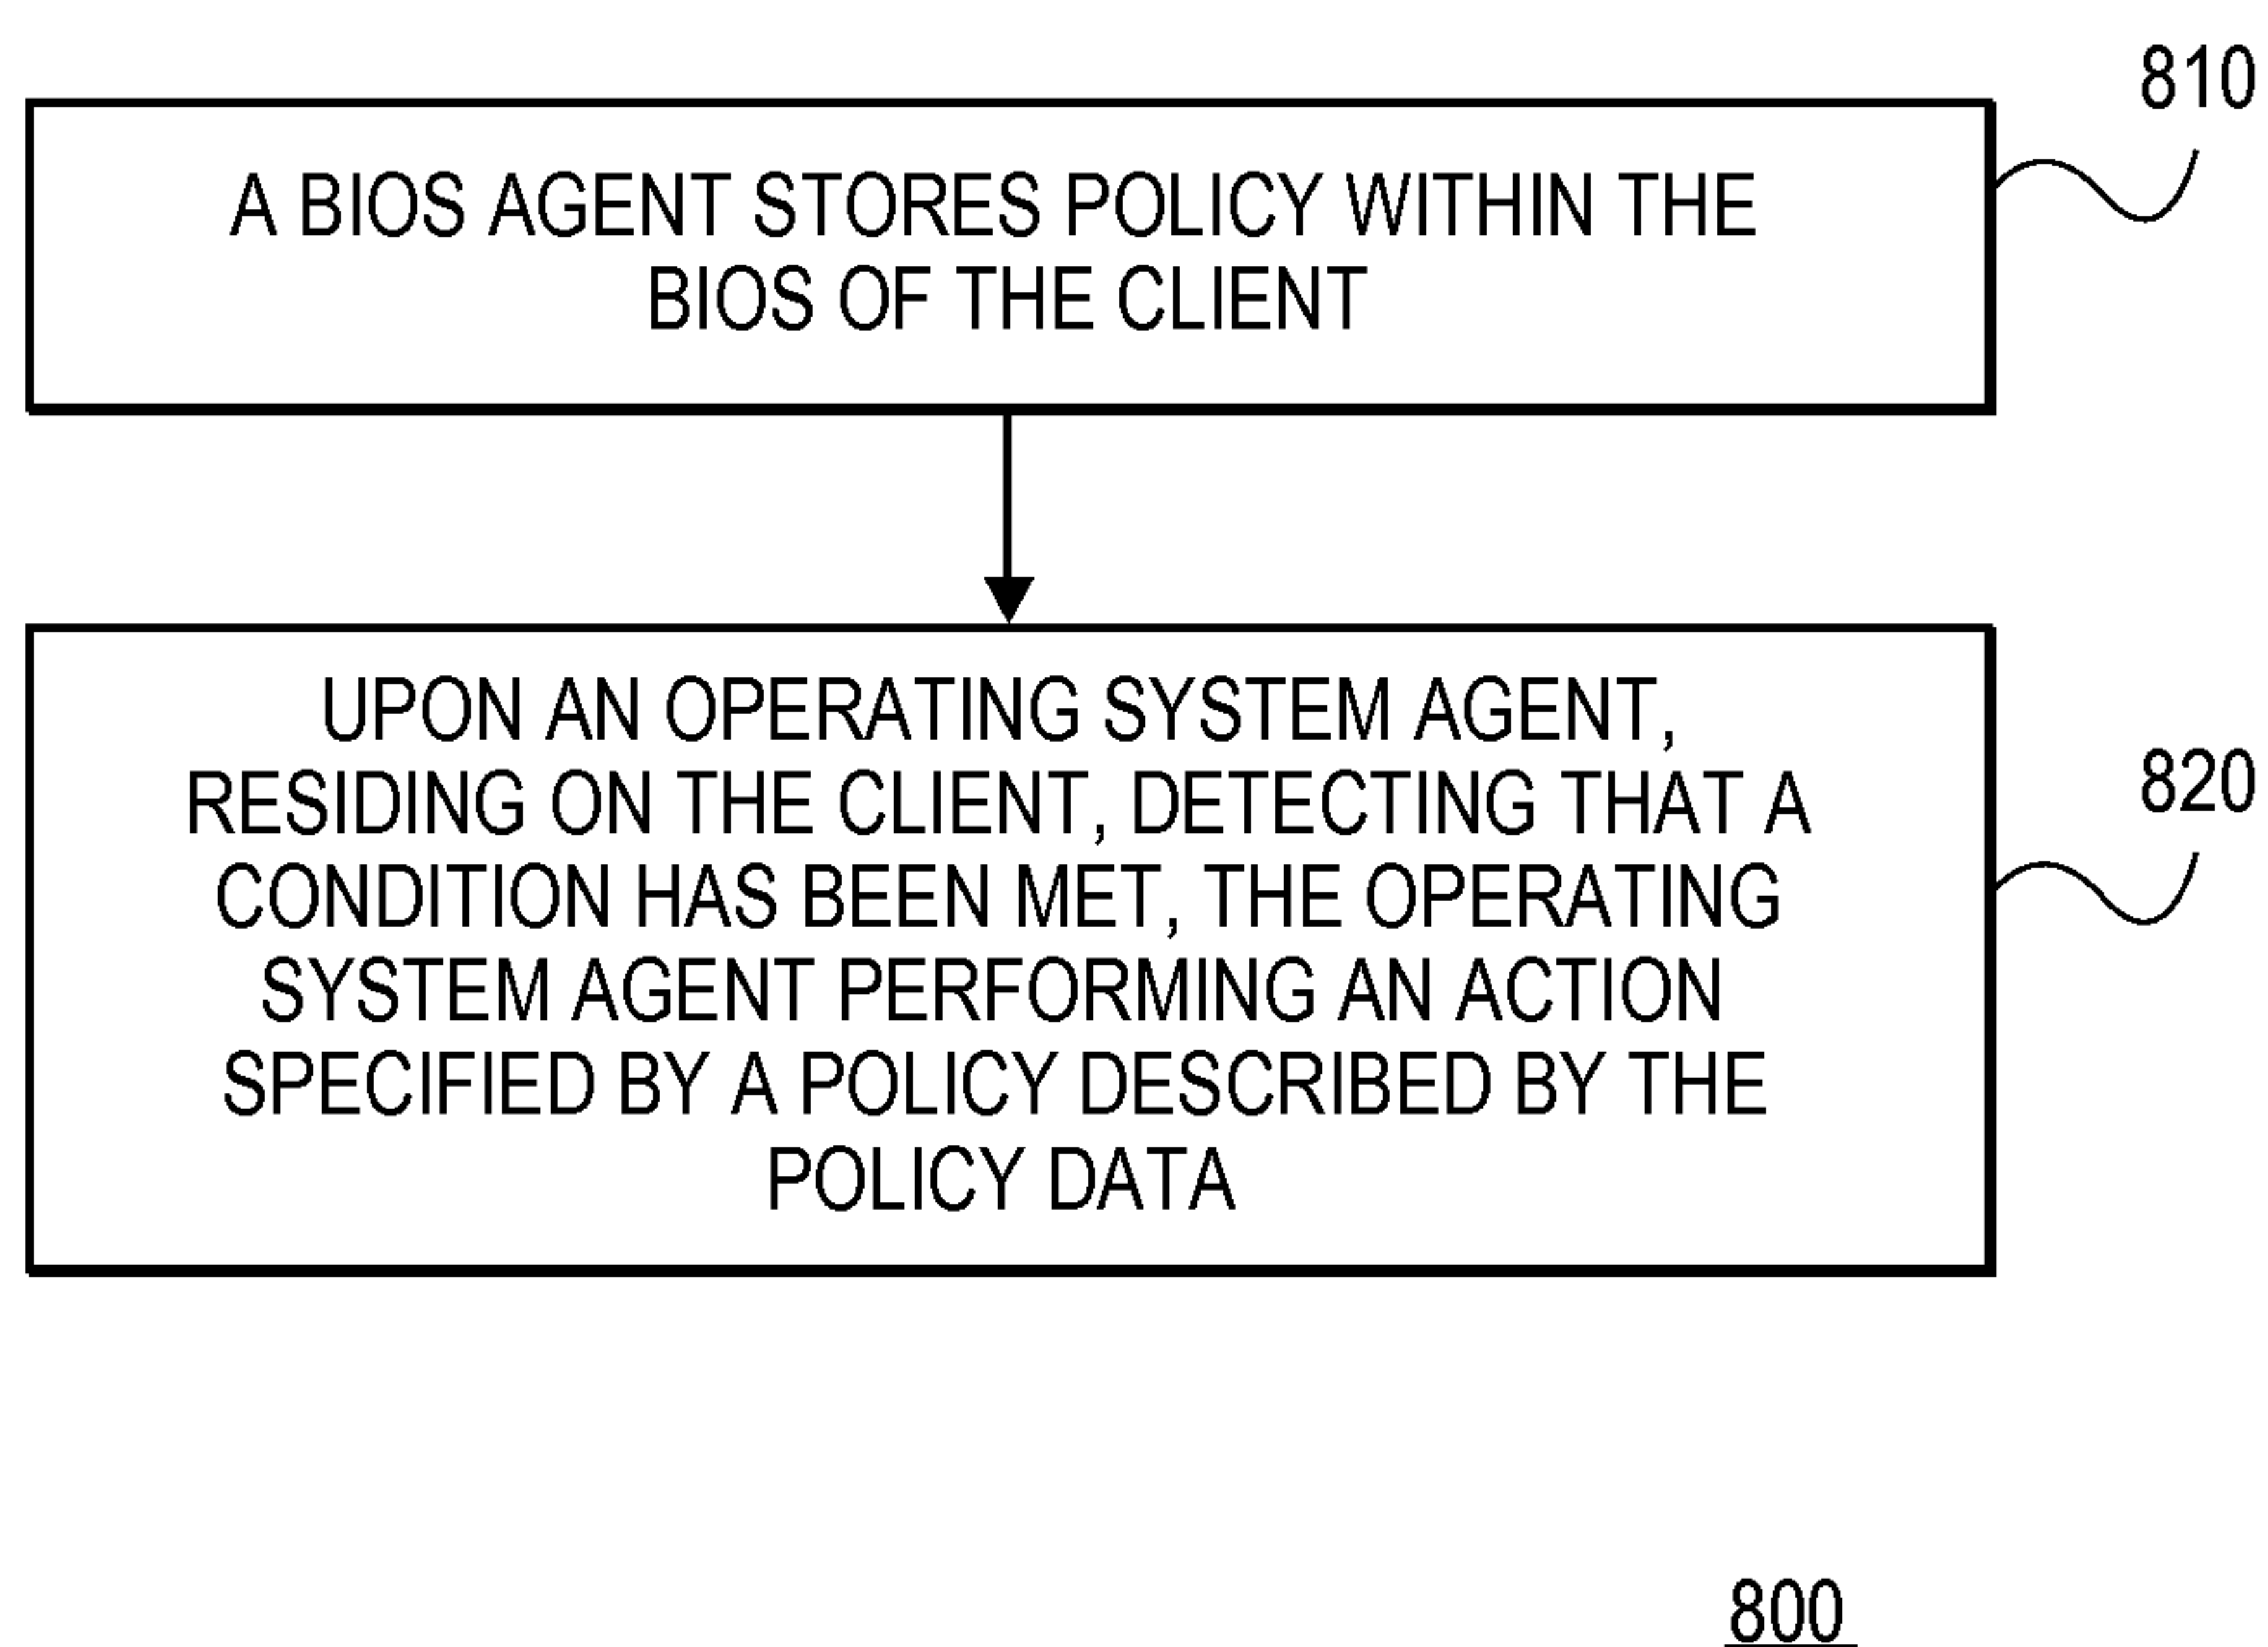 810
A BIOS AGENT STORES POLICY WITHIN THE
BIOS OF THE CLIENT
UPON AN OPERATING SYSTEM AGENT,
RESIDING ON THE CLIENT, DETECTING THAT A
CONDITION HAS BEEN MET, THE OPERATING
SYSTEM AGENT PERFORMING AN ACTION
SPECIFIED BY A POLICY DESCRIBED BY THE
POLICY DATA
820
800